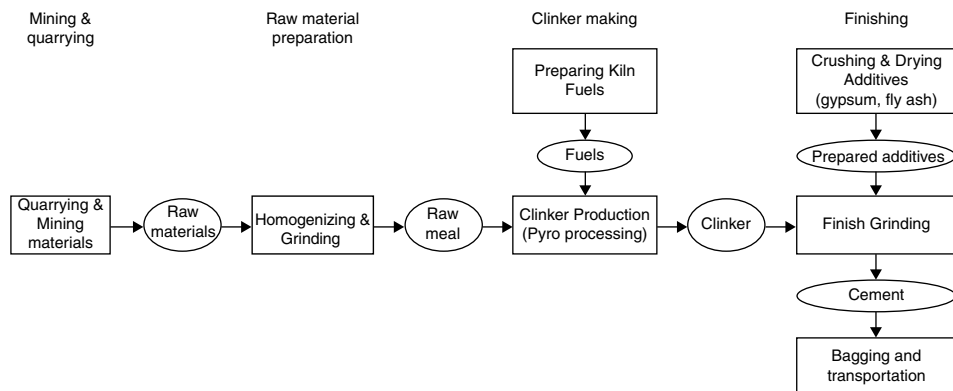 Mining &
quarrying
Raw material
preparation
Clinker making
Finishing
Preparing Kiln
Fuels
Crushing & Drying
Additives
(gypsum, fly ash)
Fuels
Prepared additives
Quarrying &
Mining
materials
Raw
materials
Homogenizing &
Grinding
Raw
meal
Clinker Production
(Pyro processing)
Clinker
Finish Grinding
Cement
Bagging and
transportation